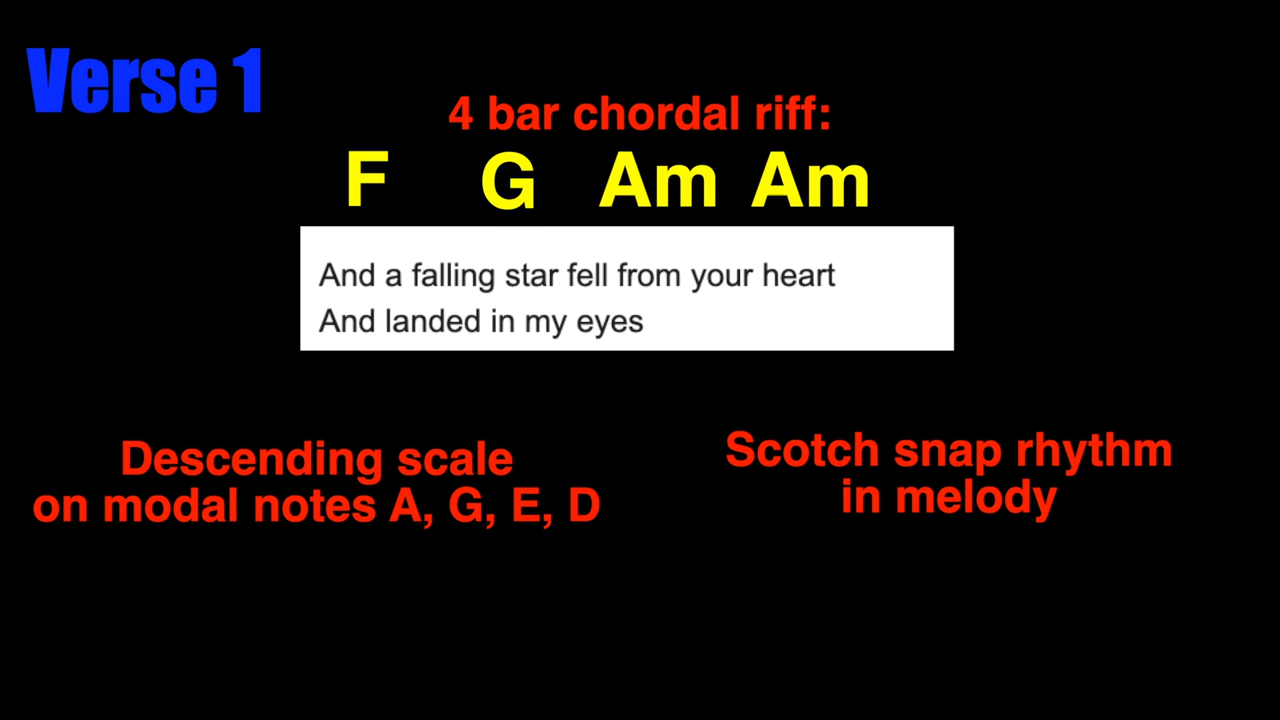 Verse 1
4 bar chordal riff:
F G Am Am
And a falling star fell from your heart
And landed in my eyes
Descending scale
on modal notes A, G, E, D
Scotch snap rhythm
in melody